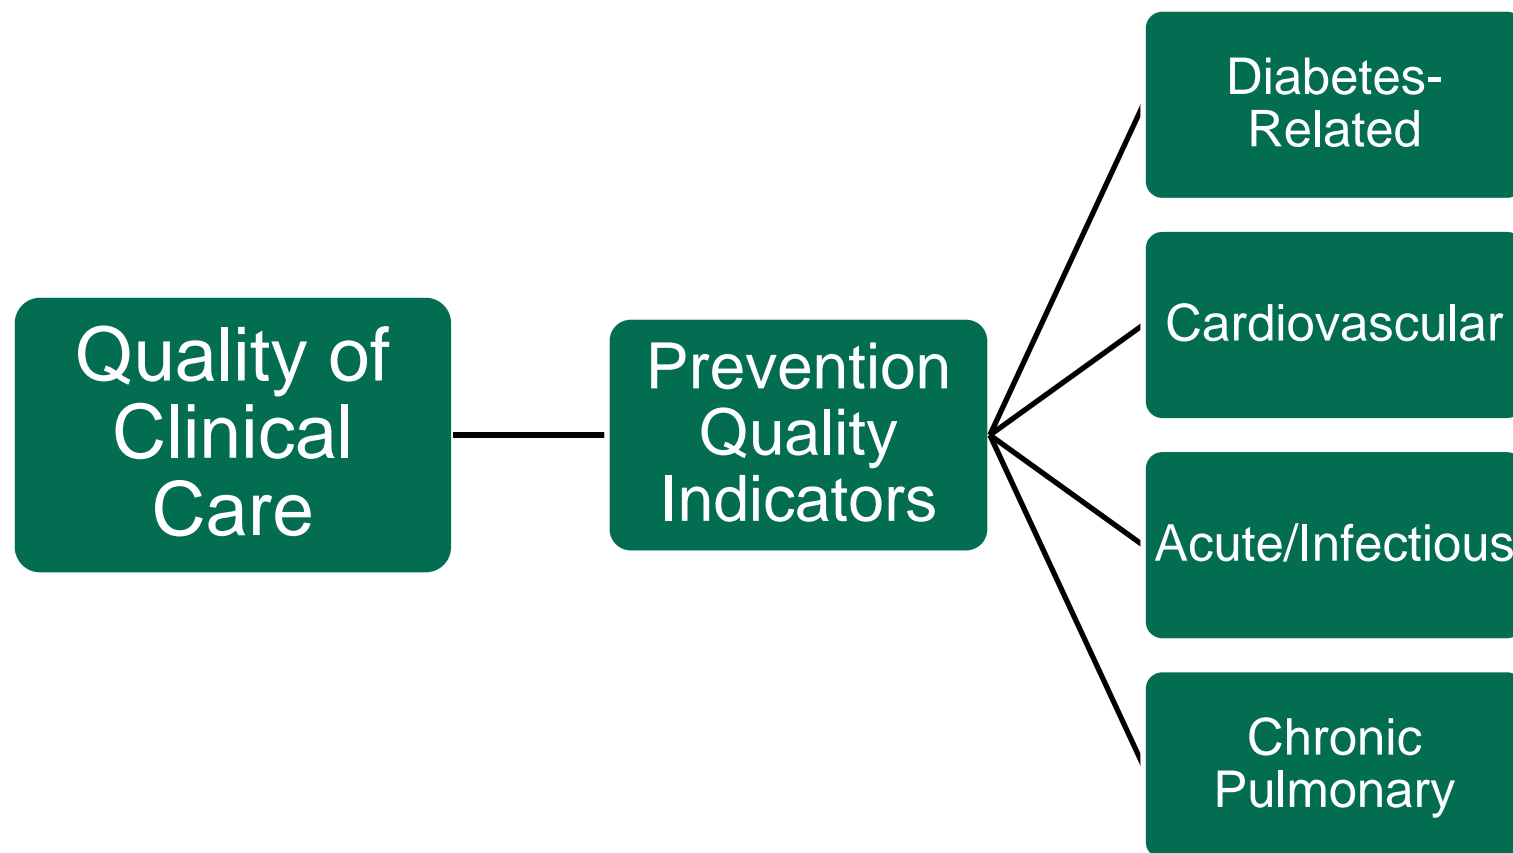 Quality of
Clinical
Care
Prevention
Quality
Indicators
Diabetes-
Related
Cardiovascular
Acute/Infectious
Chronic
Pulmonary